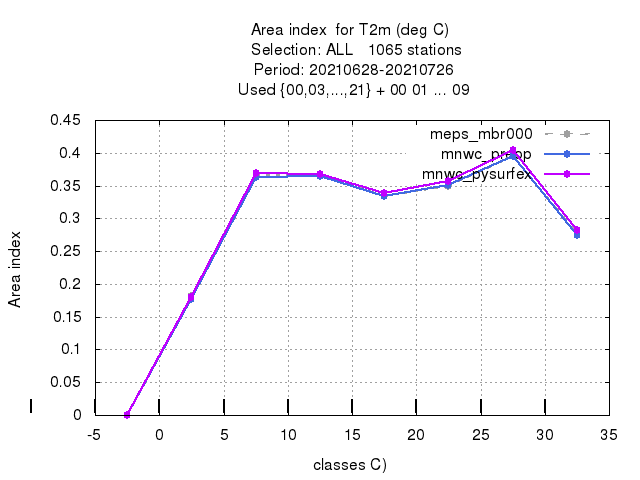 Area index  for T2m (deg C)
Selection: ALL   1065 stations
Period: 20210628-20210726
Used {00,03,...,21} + 00 01 ... 09
0.45
0.4
0.35
0.3
0.25
0.2
0.15
0.1
0.05
0
Area index
meps_mbr000
mnwc_preop
mnwc_pysurfex
-5
0
5
10
15
20
25
30
35
classes C)